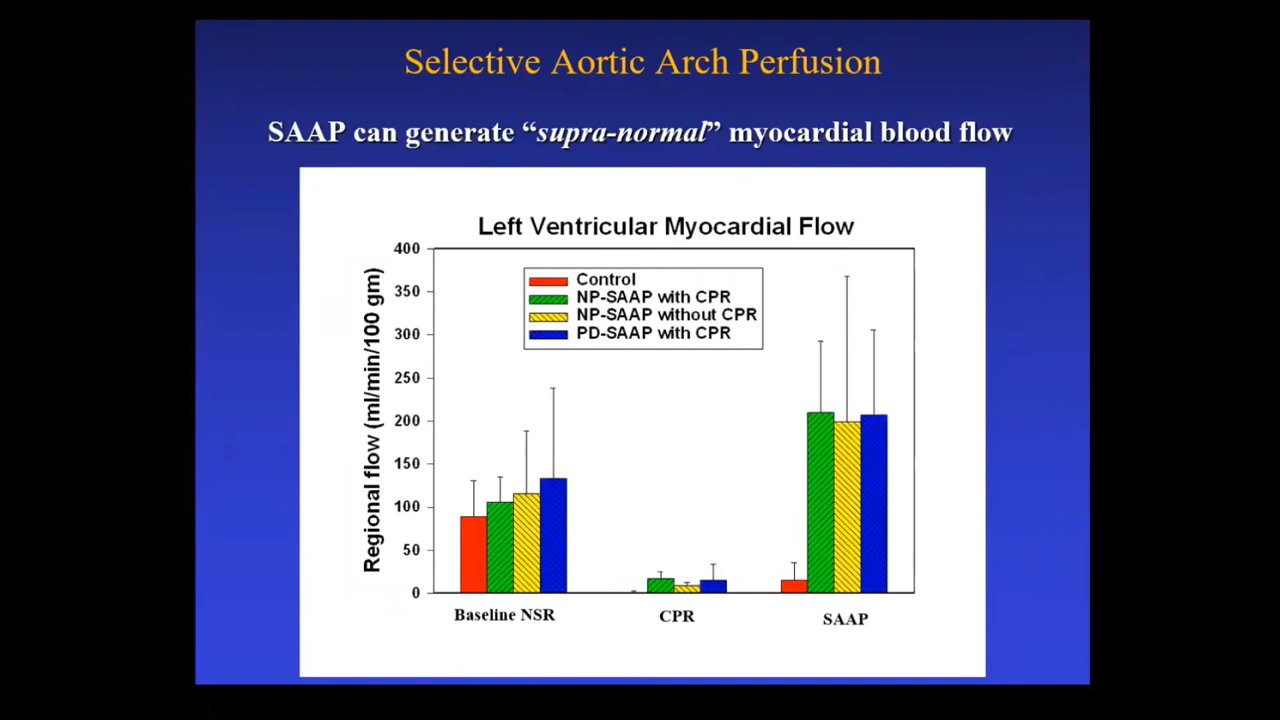 Selective Aortic Arch Perfusion
SAAP can generate “supra-normal” myocardial blood flow
Left Ventricular Myocardial Flow
Regional flow (ml/min/100 gm)
400
350
300
250
200
150
100
50
0
Control
NP-SAAP with CPR
NP-SAAP without CPR
PD-SAAP with CPR
Baseline NSR
CPR
SAAP